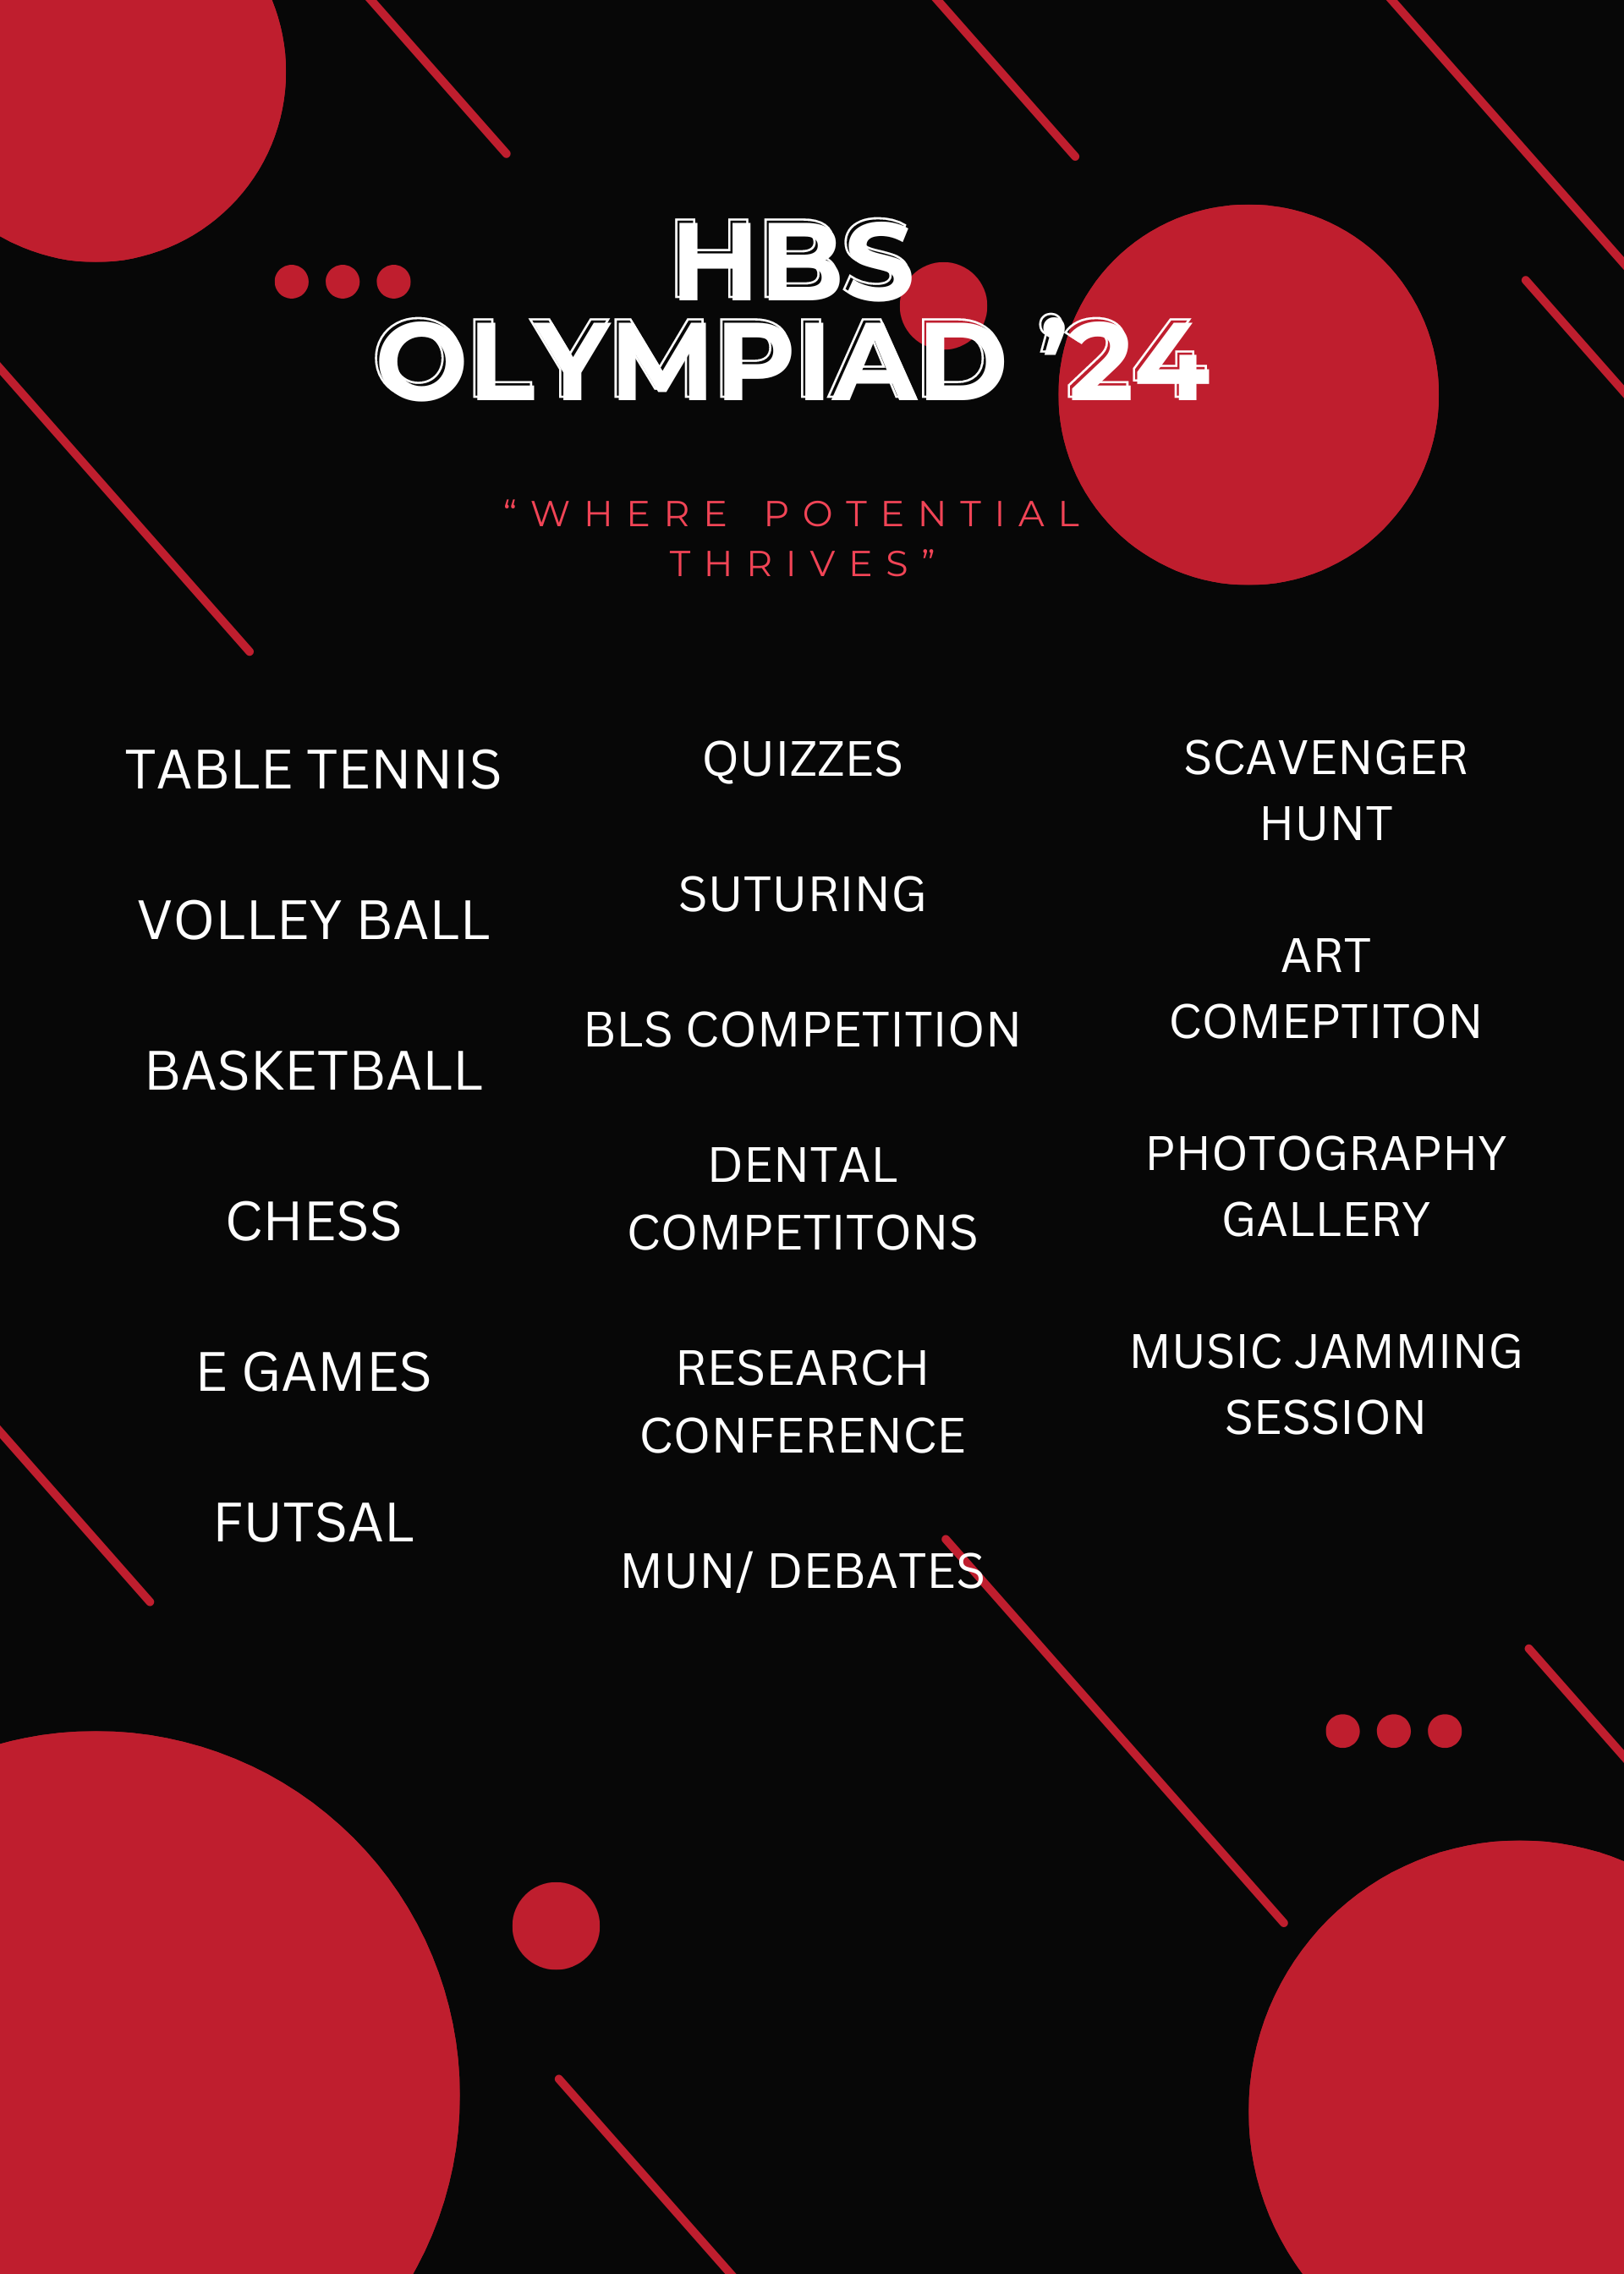 HBS
OLYMPIAD ’24
“WHERE POTENTIAL
THRIVES”
TABLE TENNIS
VOLLEY BALL
BASKETBALL
CHESS
E GAMES
FUTSAL
QUIZZES
SUTURING
BLS COMPETITION
DENTAL
COMPETITONS
RESEARCH
CONFERENCE
MUN/ DEBATES
SCAVENGER
HUNT
ART
COMEPTITON
PHOTOGRAPHY
GALLERY
MUSIC JAMMING
SESSION